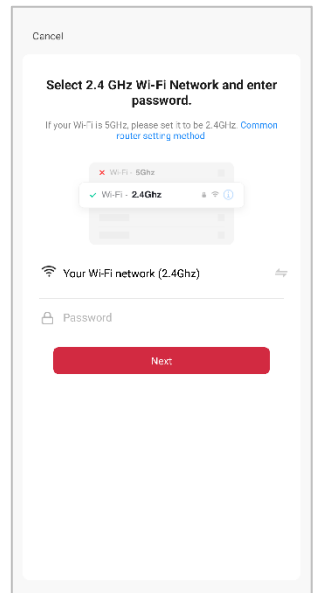 Cancel
Select 2.4 GHz Wi-Fi Network and enter
password.
If your Wi-Fi is 5GHz, please set it to be 2.4GHz. Common
router setting method
Wi-Fi - 5Ghz
Wi-Fi - 2.4Ghz
Your Wi-Fi network (2.4Ghz)
Password
Next